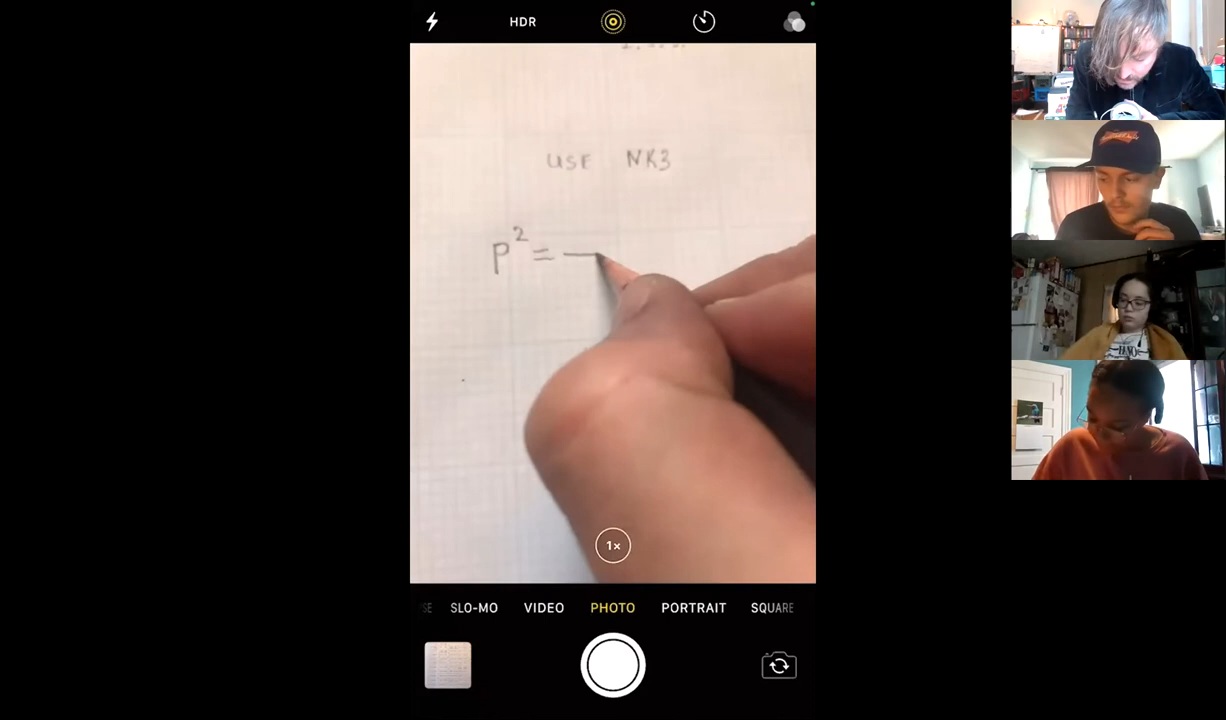 HDR
USE NK3
P² = —
1×
SLO-MO VIDEO PHOTO PORTRAIT SQUARE